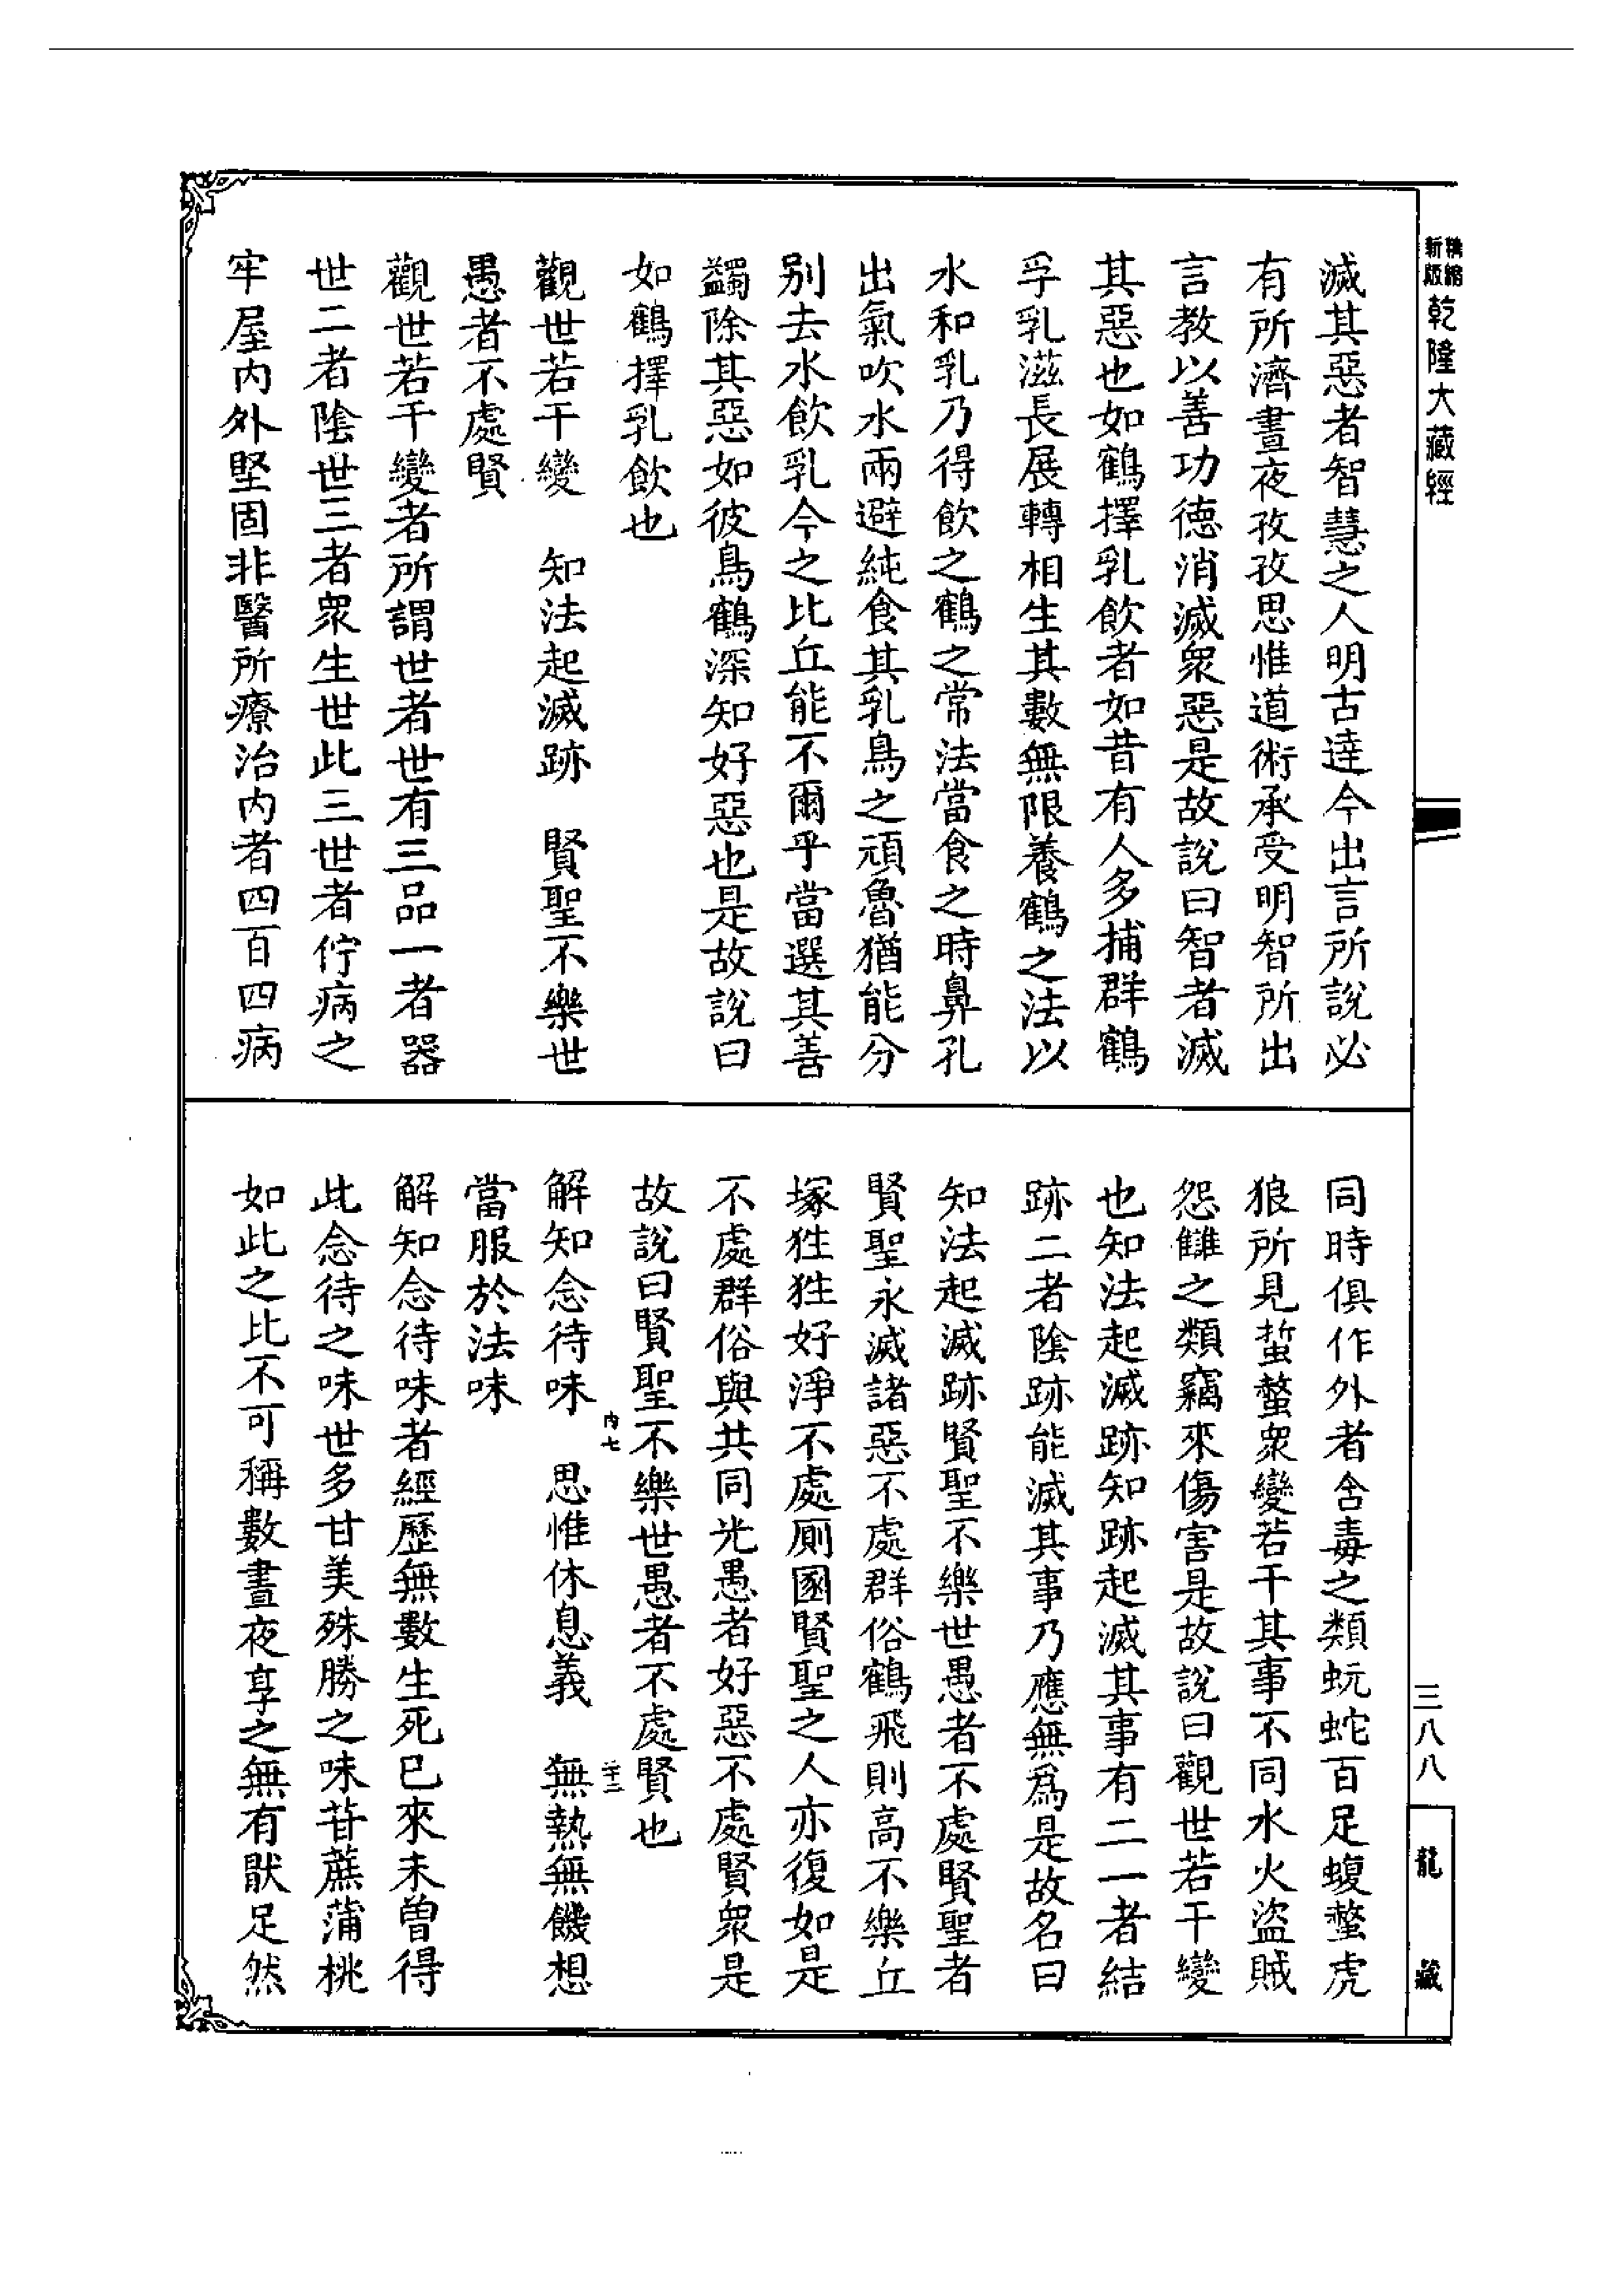 精縮新版乾隆大藏經
滅其惡者智慧之人明古達今出言所說必
有所濟晝夜孜孜思惟道術承受明智所出
言教以善功德消滅衆惡是故說曰智者滅
其惡也如鶴擇乳飲者如昔有人多捕群鶴
孚乳滋長展轉相生其數無限養鶴之法以
水和乳乃得飲之鶴之常法當食之時鼻孔
出氣吹水兩避純食其乳鳥之頑魯猶能分
別去水飲乳今之比丘能不爾乎當選其善
蠲除其惡如彼鳥鶴深知好惡也是故說曰
如鶴擇乳飲也
觀世若干變　知法起滅跡　賢聖不樂世
愚者不處賢
觀世若干變者所謂世者世有三品一者器
世二者陰世三者衆生世此三世者佇病之
牢屋內外堅固非醫所療治內者四百四病
同時俱作外者含毒之類蚖蛇百足蝮螫虎
狼所見蜇螫衆變若干其事不同水火盜賊
怨讎之類竊來傷害是故說曰觀世若干變
也知法起滅跡知跡起滅其事有二一者結
跡二者陰跡能滅其事乃應無爲是故名曰
知法起滅跡賢聖不樂世愚者不處賢聖者
賢聖永滅諸惡不處群俗鶴飛則高不樂丘
塚狌狌好淨不處廁圂賢聖之人亦復如是
不處群俗與共同光愚者好惡不處賢衆是
故說曰賢聖不樂世愚者不處賢也
內七
二十二
解知念待味　思惟休息義　無熱無饑想
當服於法味
解知念待味者經歷無數生死已來未曾得
此念待之味世多甘美殊勝之味苷蔗蒲桃
如此之比不可稱數晝夜享之無有猒足然
三八八
龍藏